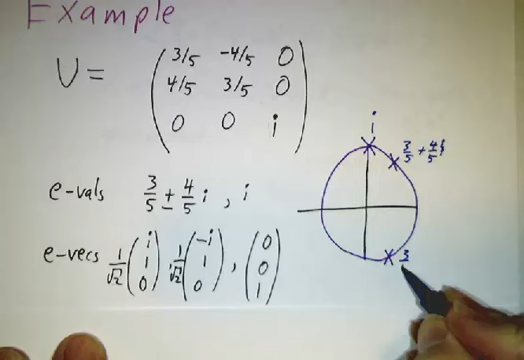 Example
U = ( 3/5 -4/5 0
4/5 3/5 0
0 0 i )
i
3/5 + 4/5 i
e-vals 3/5 ± 4/5 i , i
e-vecs 1/√2 ( i 1 0 ) , 1/√2 ( -i 1 0 ) , ( 0 0 1 )
3